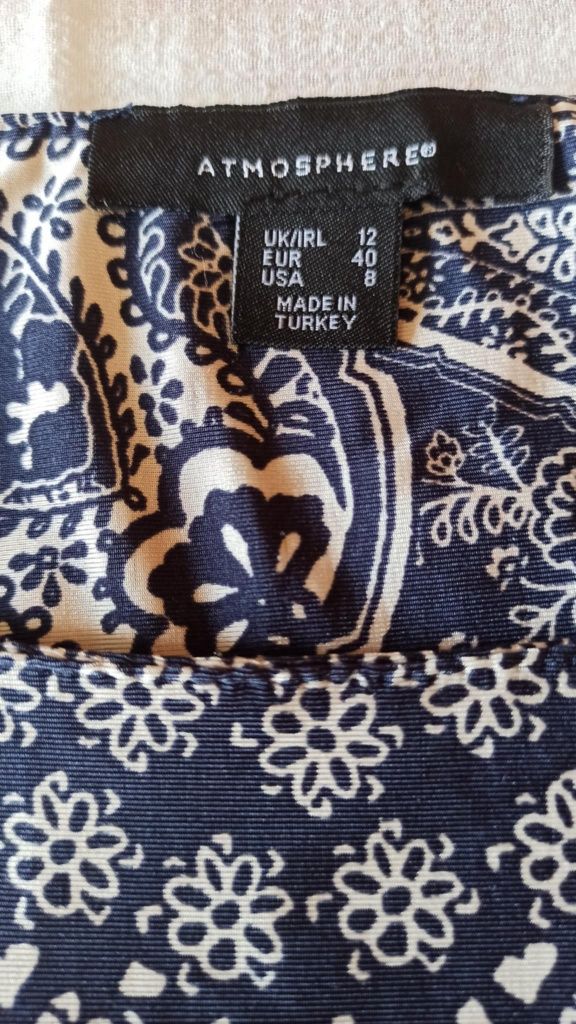 ATMOSPHERE®
UK/IRL 12
EUR 40
USA 8
MADE IN
TURKEY